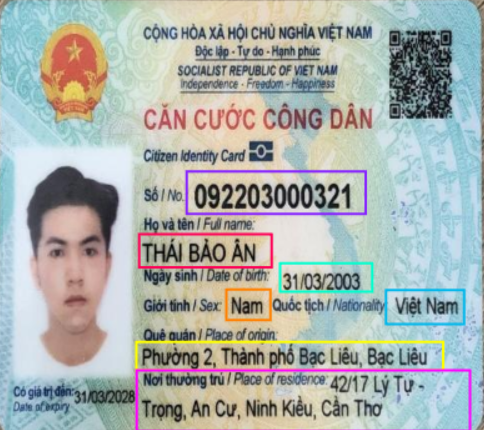 CỘNG HÒA XÃ HỘI CHỦ NGHĨA VIỆT NAM
Độc lập - Tự do - Hạnh phúc
SOCIALIST REPUBLIC OF VIET NAM
Independence - Freedom - Happiness
CĂN CƯỚC CÔNG DÂN
Citizen Identity Card
Số / No.: 092203000321
Họ và tên / Full name:
THÁI BẢO ÂN
Ngày sinh / Date of birth: 31/03/2003
Giới tính / Sex: Nam Quốc tịch / Nationality: Việt Nam
Quê quán / Place of origin:
Phường 2, Thành phố Bạc Liêu, Bạc Liêu
Nơi thường trú / Place of residence: 42/17 Lý Tự -
Trọng, An Cư, Ninh Kiều, Cần Thơ
Có giá trị đến: 31/03/2028
Date of expiry